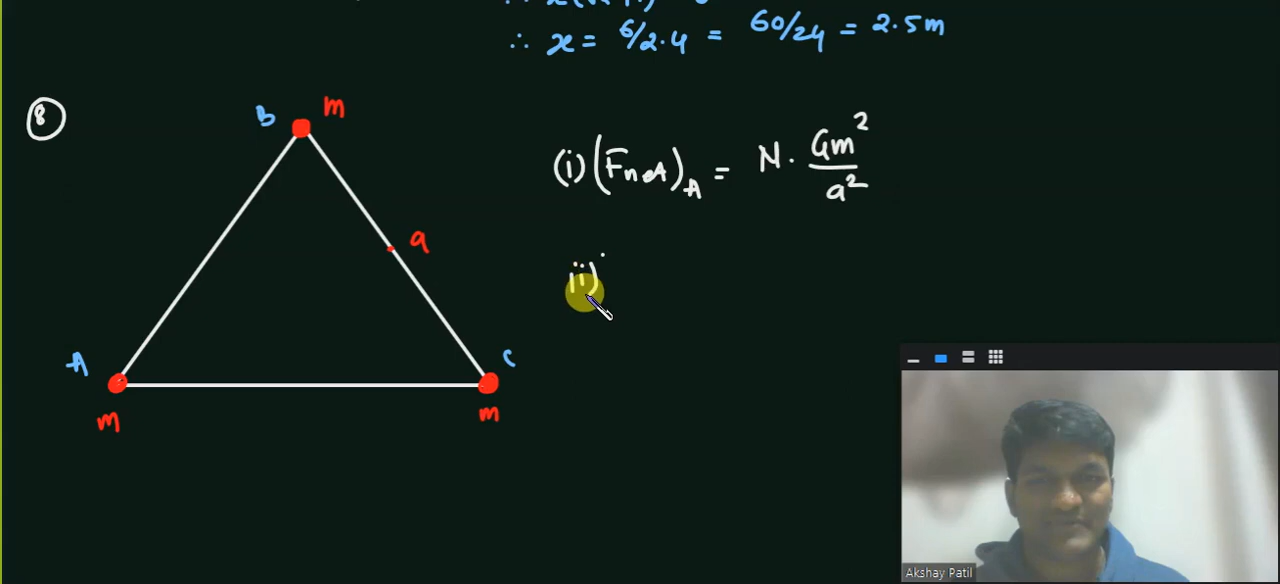 ∴ x = 6/2.4 = 60/24 = 2.5m
8
B m
(i) (Fnet)A = N · Gm²/a²
a
ii)
A
C
m
m
Akshay Patil